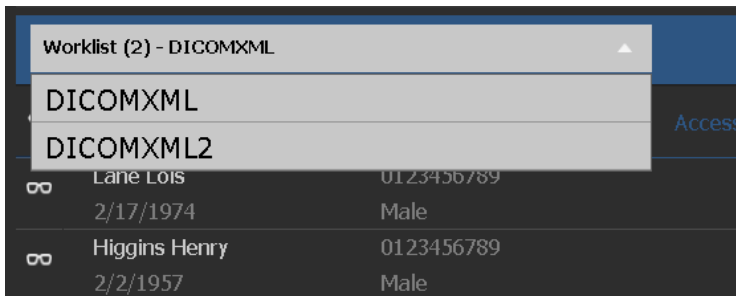 Worklist (2) - DICOMXML
DICOMXML
Access
DICOMXML2
Lane Lois 0123456789
2/17/1974 Male
Higgins Henry 0123456789
2/2/1957 Male